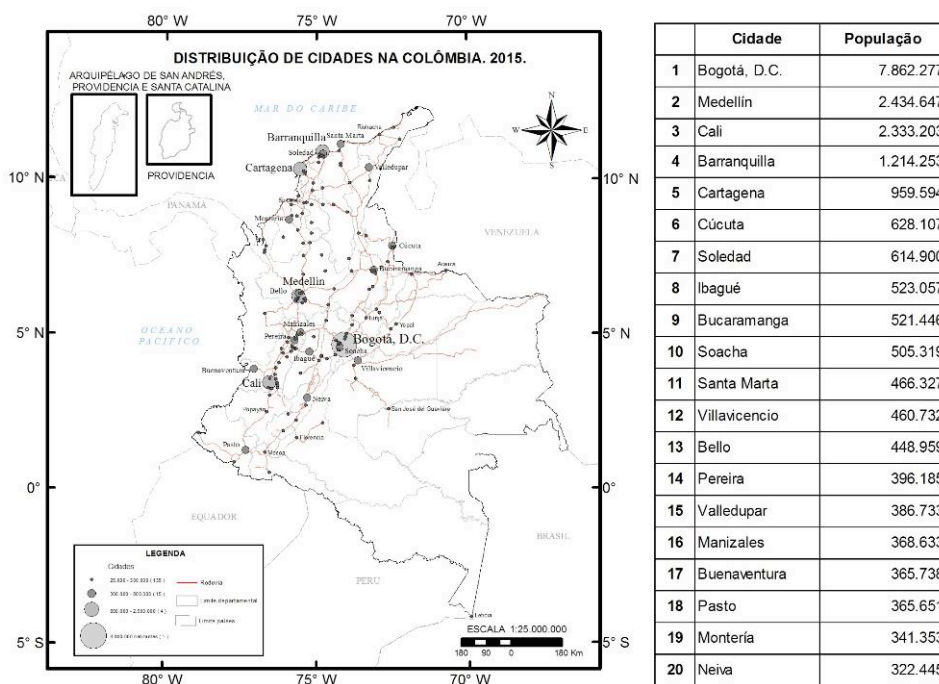 80° W 75° W 70° W
DISTRIBUIÇÃO DE CIDADES NA COLÔMBIA. 2015.
ARQUIPÉLAGO DE SAN ANDRÉS,
PROVIDENCIA E SANTA CATALINA
PROVIDENCIA
MAR DO CARIBE
N
W E
S
Riohacha
Barranquilla Santa Marta
Soledad
Cartagena
Valledupar
10° N 10° N
PANAMÁ
Montería
VENEZUELA
Cúcuta
Bucaramanga
Arauca
Medellín
Bello
OCEANO
PACIFICO
5° N 5° N
Manizales
Tunja
Yopal
Pereira
Bogotá, D.C.
Soacha
Ibagué
Villavicencio
Buenaventura
Cali
Neiva
Popayán
San José del Guaviare
Florencia
Pasto
Mocoa
0° 0°
EQUADOR
BRASIL
PERU
Leticia
LEGENDA
Cidades
Rodovia
Limite departamental
Limite países
ESCALA 1:25.000.000
180 90 0 180 Km
5° S 5° S
80° W 75° W 70° W
Cidade População
1 Bogotá, D.C. 7.862.277
2 Medellín 2.434.647
3 Cali 2.333.203
4 Barranquilla 1.214.253
5 Cartagena 959.594
6 Cúcuta 628.107
7 Soledad 614.900
8 Ibagué 523.057
9 Bucaramanga 521.446
10 Soacha 505.319
11 Santa Marta 466.327
12 Villavicencio 460.732
13 Bello 448.959
14 Pereira 396.185
15 Valledupar 386.733
16 Manizales 368.633
17 Buenaventura 365.738
18 Pasto 365.651
19 Montería 341.353
20 Neiva 322.445